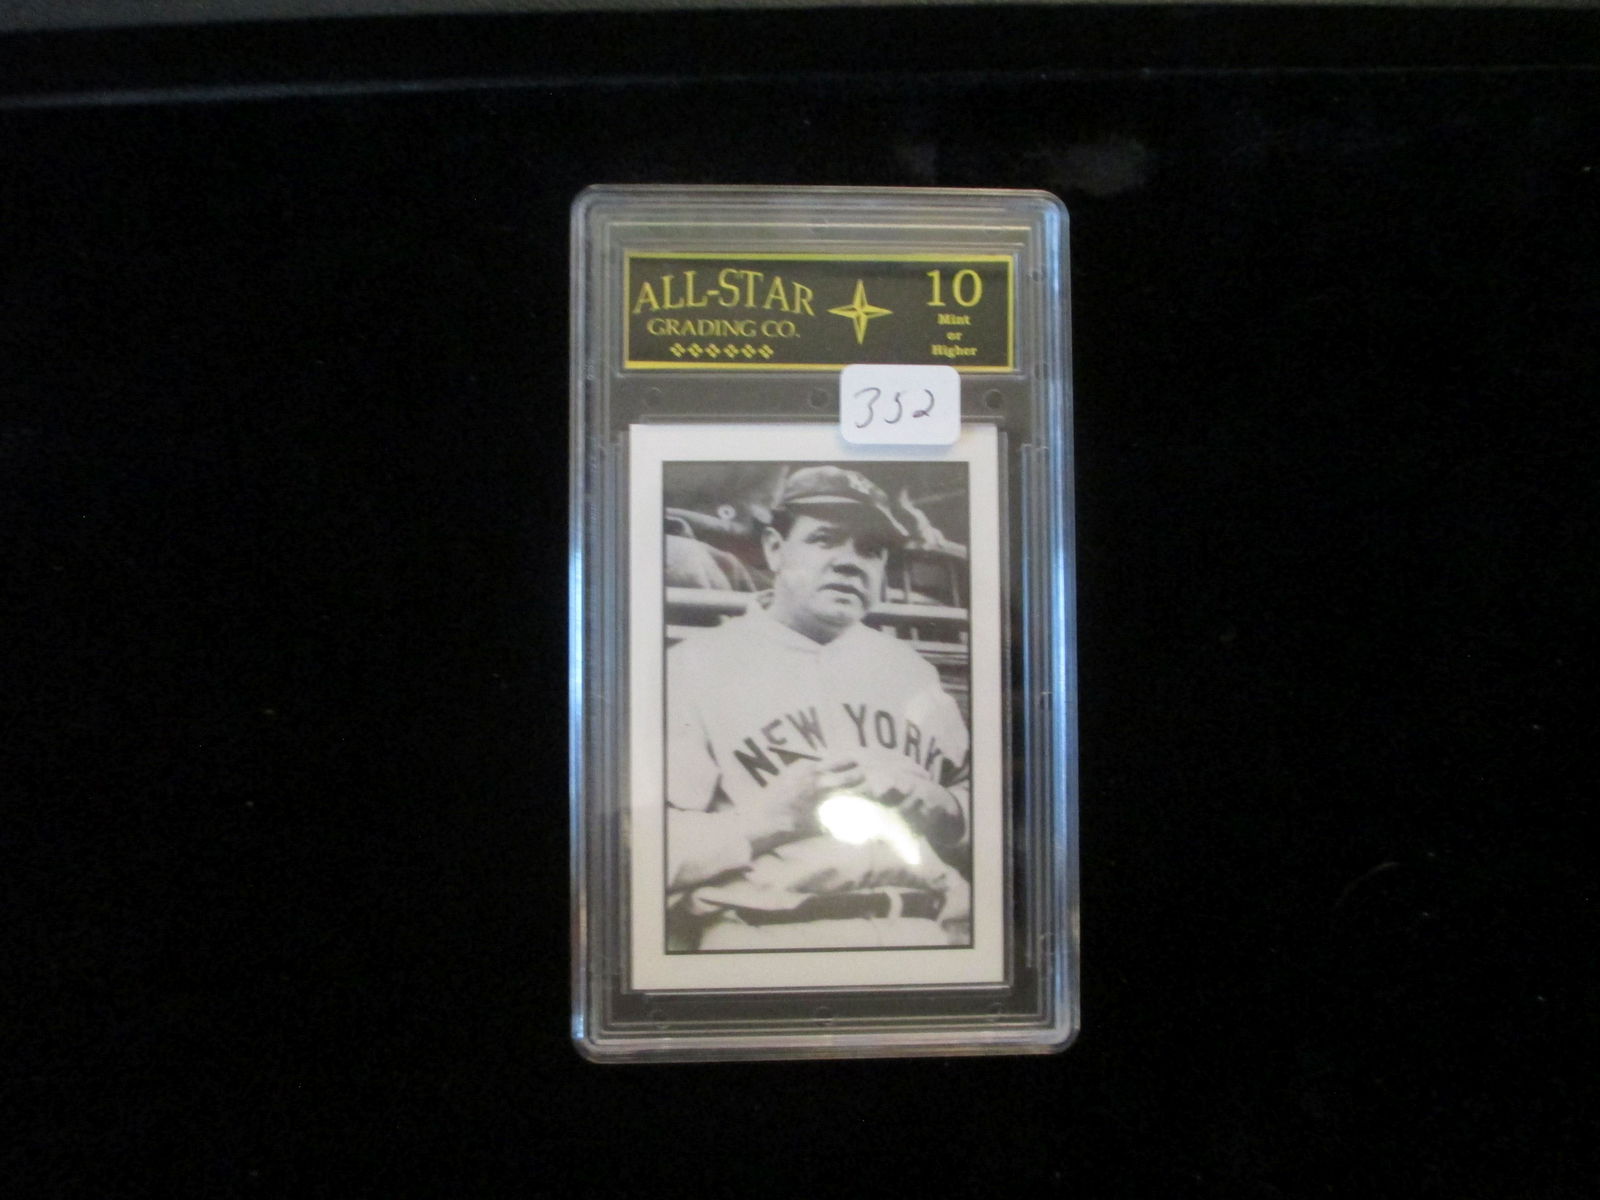 ALL-STAR
GRADING CO.
10
Mint
or
Higher
352
NEW YORK